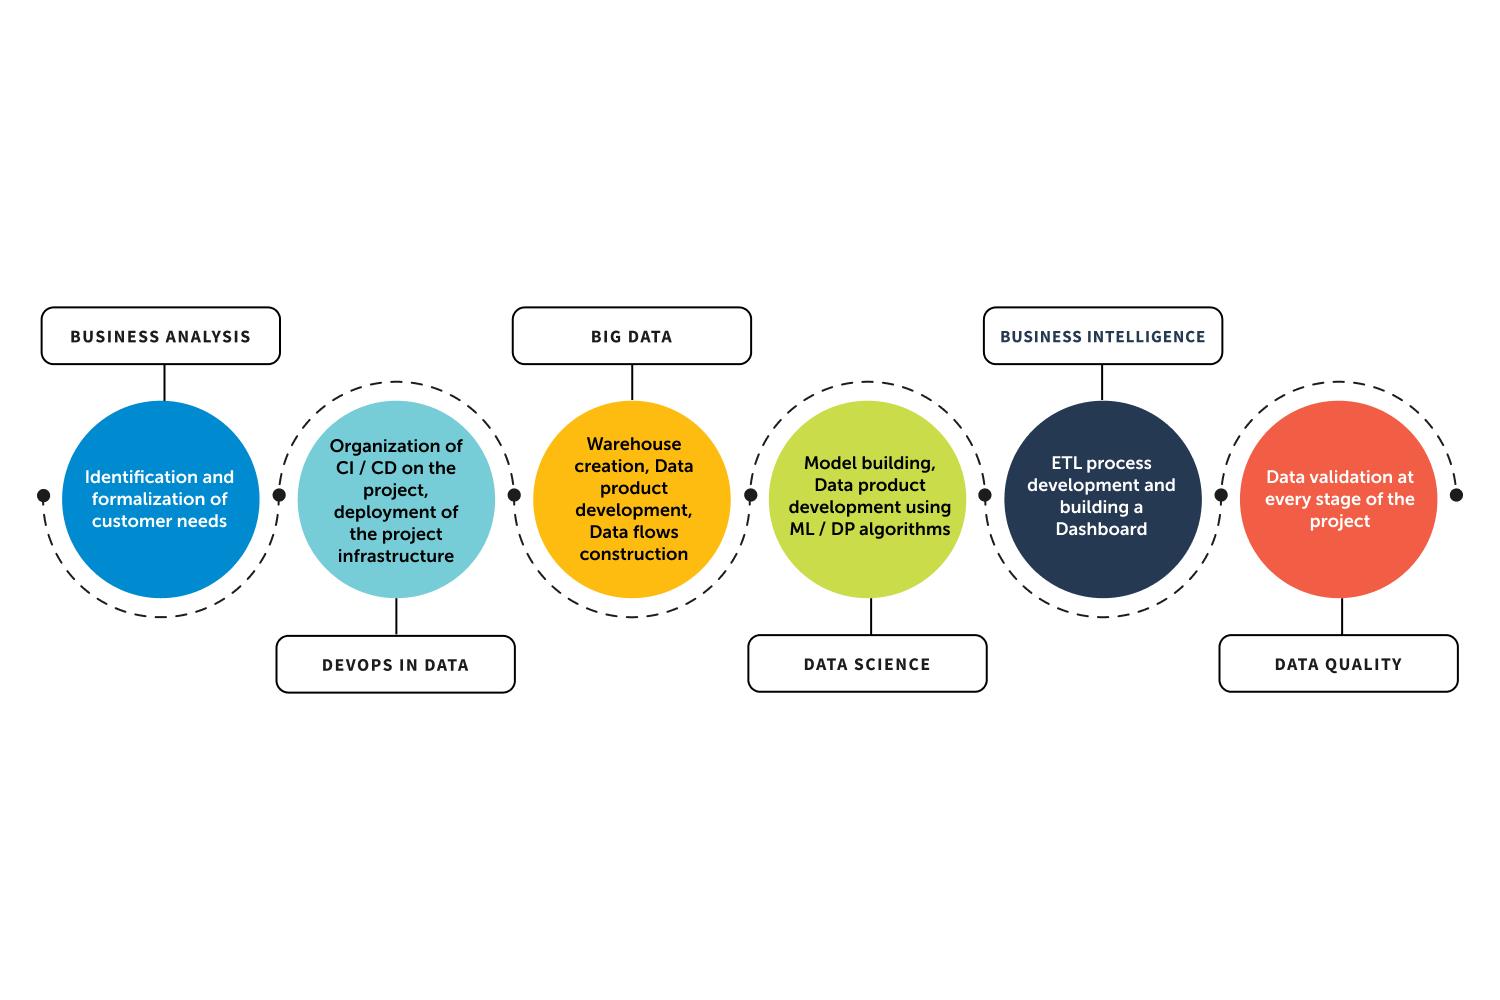 BUSINESS ANALYSIS
Identification and
formalization of
customer needs
Organization of
CI / CD on the
project,
deployment of
the project
infrastructure
DEVOPS IN DATA
BIG DATA
Warehouse
creation, Data
product
development,
Data flows
construction
Model building,
Data product
development using
ML / DP algorithms
DATA SCIENCE
BUSINESS INTELLIGENCE
ETL process
development and
building a
Dashboard
Data validation at
every stage of the
project
DATA QUALITY